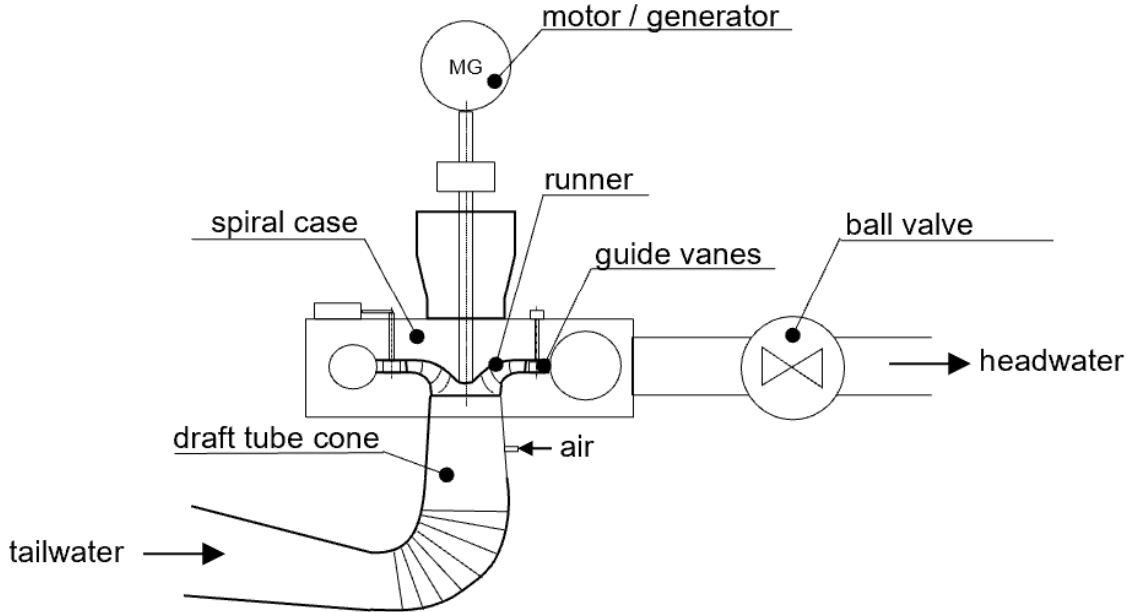 motor / generator
MG
runner
spiral case
ball valve
guide vanes
headwater
draft tube cone
air
tailwater